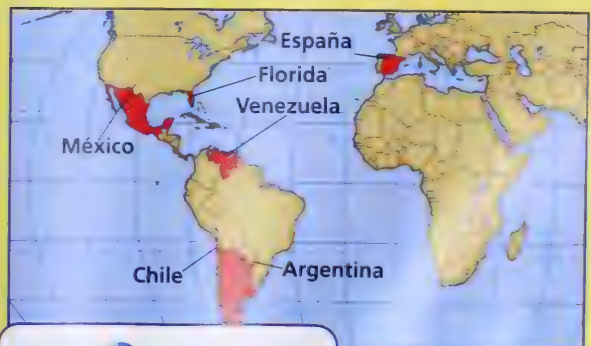 España
Florida
Venezuela
México
Chile
Argentina